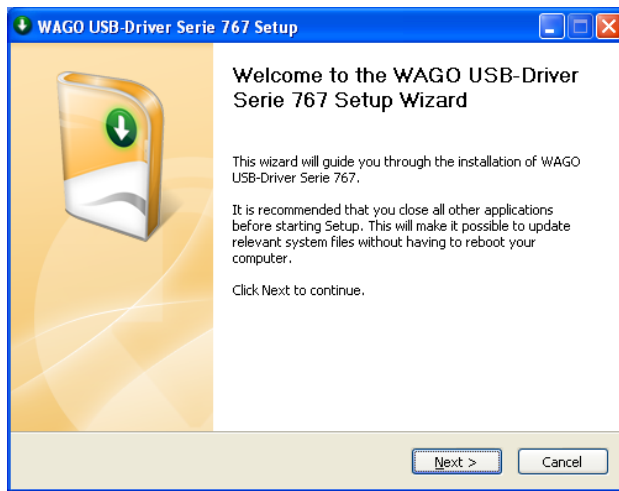 WAGO USB-Driver Serie 767 Setup
Welcome to the WAGO USB-Driver
Serie 767 Setup Wizard
This wizard will guide you through the installation of WAGO
USB-Driver Serie 767.
It is recommended that you close all other applications
before starting Setup. This will make it possible to update
relevant system files without having to reboot your
computer.
Click Next to continue.
Next >
Cancel